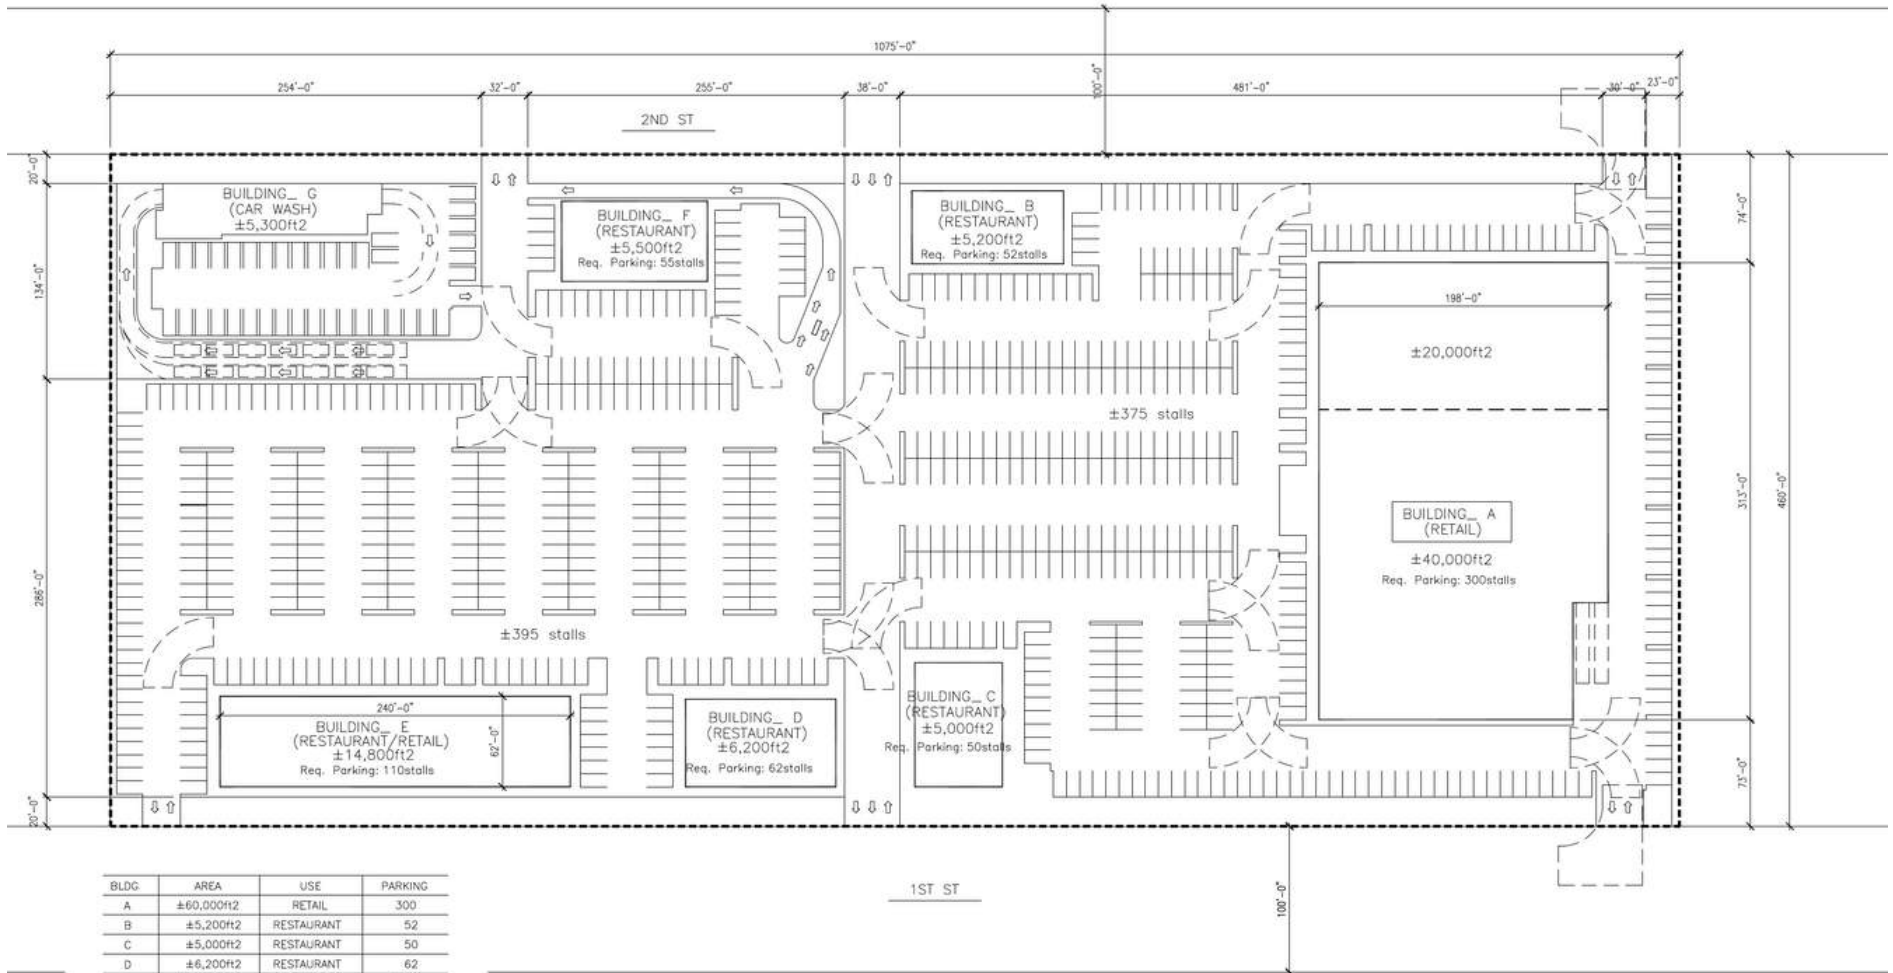 1075'-0"
254'-0"
32'-0"
255'-0"
38'-0"
100'-0"
481'-0"
30'-0"
23'-0"
2ND ST
20'-0"
134'-0"
286'-0"
20'-0"
BUILDING_ G
(CAR WASH)
±5,300ft2
BUILDING_ F
(RESTAURANT)
±5,500ft2
Req. Parking: 55stalls
BUILDING_ B
(RESTAURANT)
±5,200ft2
Req. Parking: 52stalls
198'-0"
±20,000ft2
±375 stalls
BUILDING_ A
(RETAIL)
±40,000ft2
Req. Parking: 300stalls
74'-0"
313'-0"
460'-0"
73'-0"
±395 stalls
240'-0"
62'-0"
BUILDING_ E
(RESTAURANT/RETAIL)
±14,800ft2
Req. Parking: 110stalls
BUILDING_ D
(RESTAURANT)
±6,200ft2
Req. Parking: 62stalls
BUILDING_ C
(RESTAURANT)
±5,000ft2
Req. Parking: 50stalls
1ST ST
100'-0"
BLDG AREA USE PARKING
A ±60,000ft2 RETAIL 300
B ±5,200ft2 RESTAURANT 52
C ±5,000ft2 RESTAURANT 50
D ±6,200ft2 RESTAURANT 62